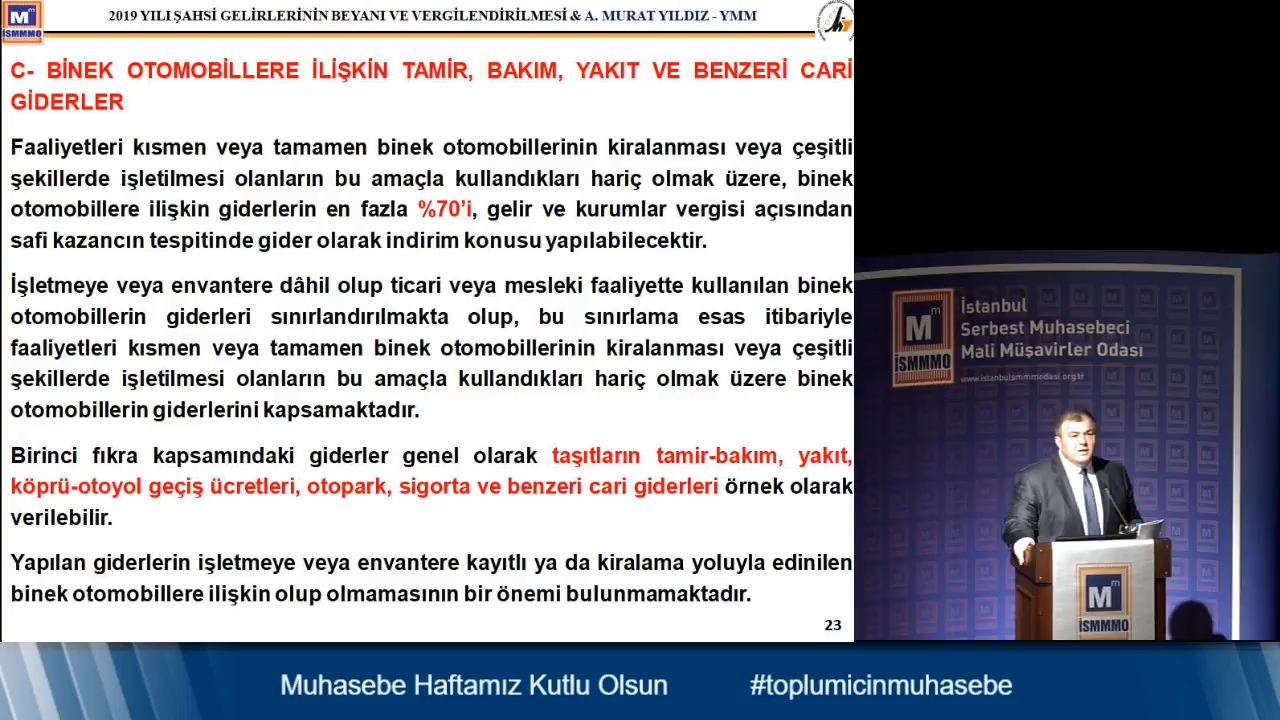 2019 YILI ŞAHSİ GELİRLERİNİN BEYANI VE VERGİLENDİRİLMESİ & A. MURAT YILDIZ - YMM
M m
İSMMMO
C- BİNEK OTOMOBİLLERE İLİŞKİN TAMİR, BAKIM, YAKIT VE BENZERİ CARİ
GİDERLER
Faaliyetleri kısmen veya tamamen binek otomobillerinin kiralanması veya çeşitli
şekillerde işletilmesi olanların bu amaçla kullandıkları hariç olmak üzere, binek
otomobillere ilişkin giderlerin en fazla %70’i, gelir ve kurumlar vergisi açısından
safi kazancın tespitinde gider olarak indirim konusu yapılabilecektir.
İşletmeye veya envantere dâhil olup ticari veya mesleki faaliyette kullanılan binek
otomobillerin giderleri sınırlandırılmakta olup, bu sınırlama esas itibariyle
faaliyetleri kısmen veya tamamen binek otomobillerinin kiralanması veya çeşitli
şekillerde işletilmesi olanların bu amaçla kullandıkları hariç olmak üzere binek
otomobillerin giderlerini kapsamaktadır.
Birinci fıkra kapsamındaki giderler genel olarak taşıtların tamir-bakım, yakıt,
köprü-otoyol geçiş ücretleri, otopark, sigorta ve benzeri cari giderleri örnek olarak
verilebilir.
Yapılan giderlerin işletmeye veya envantere kayıtlı ya da kiralama yoluyla edinilen
binek otomobillere ilişkin olup olmamasının bir önemi bulunmamaktadır.
23
M m
İSMMMO
İstanbul
Serbest Muhasebeci
Mali Müşavirler Odası
www.istanbulsmmmodasi.org.tr
M m
İSMMMO
Muhasebe Haftamız Kutlu Olsun
#toplumicinmuhasebe